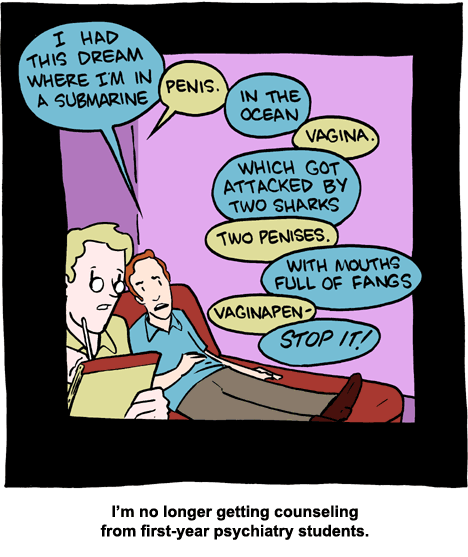 I HAD
THIS DREAM
WHERE I'M IN
A SUBMARINE
PENIS.
IN THE
OCEAN
VAGINA.
WHICH GOT
ATTACKED BY
TWO SHARKS
TWO PENISES.
WITH MOUTHS
FULL OF FANGS
VAGINAPEN-
STOP IT!
I'm no longer getting counseling
from first-year psychiatry students.